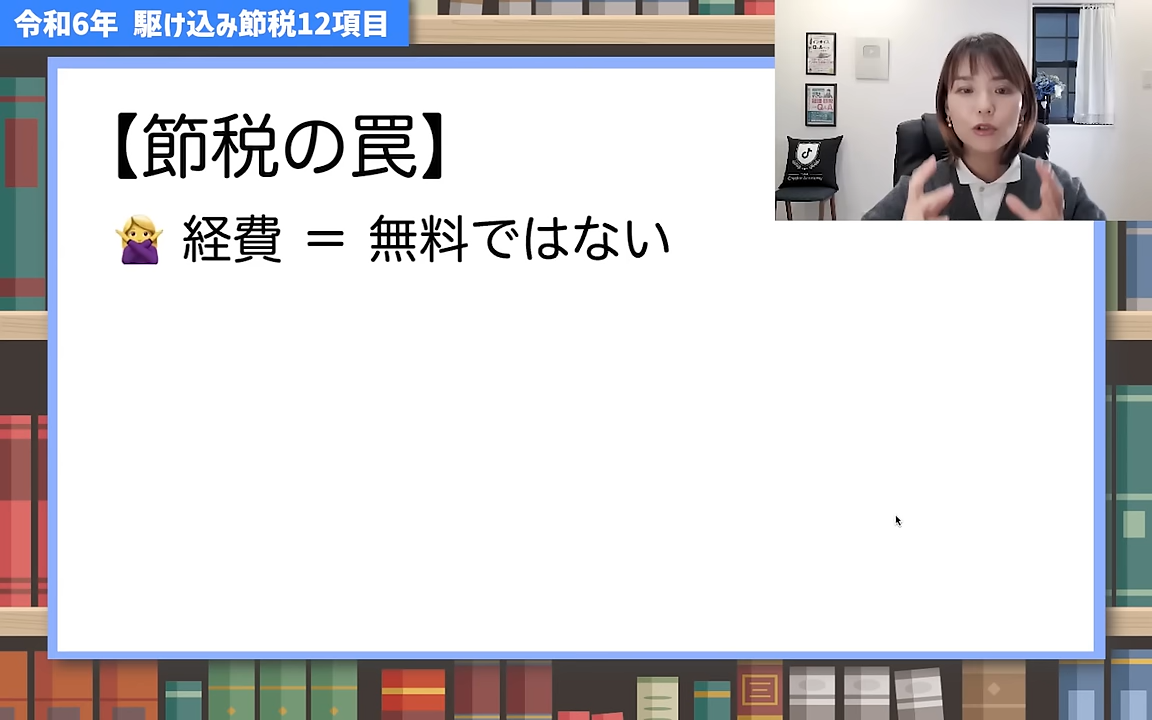 令和6年 駆け込み節税12項目
【節税の罠】
経費 = 無料ではない